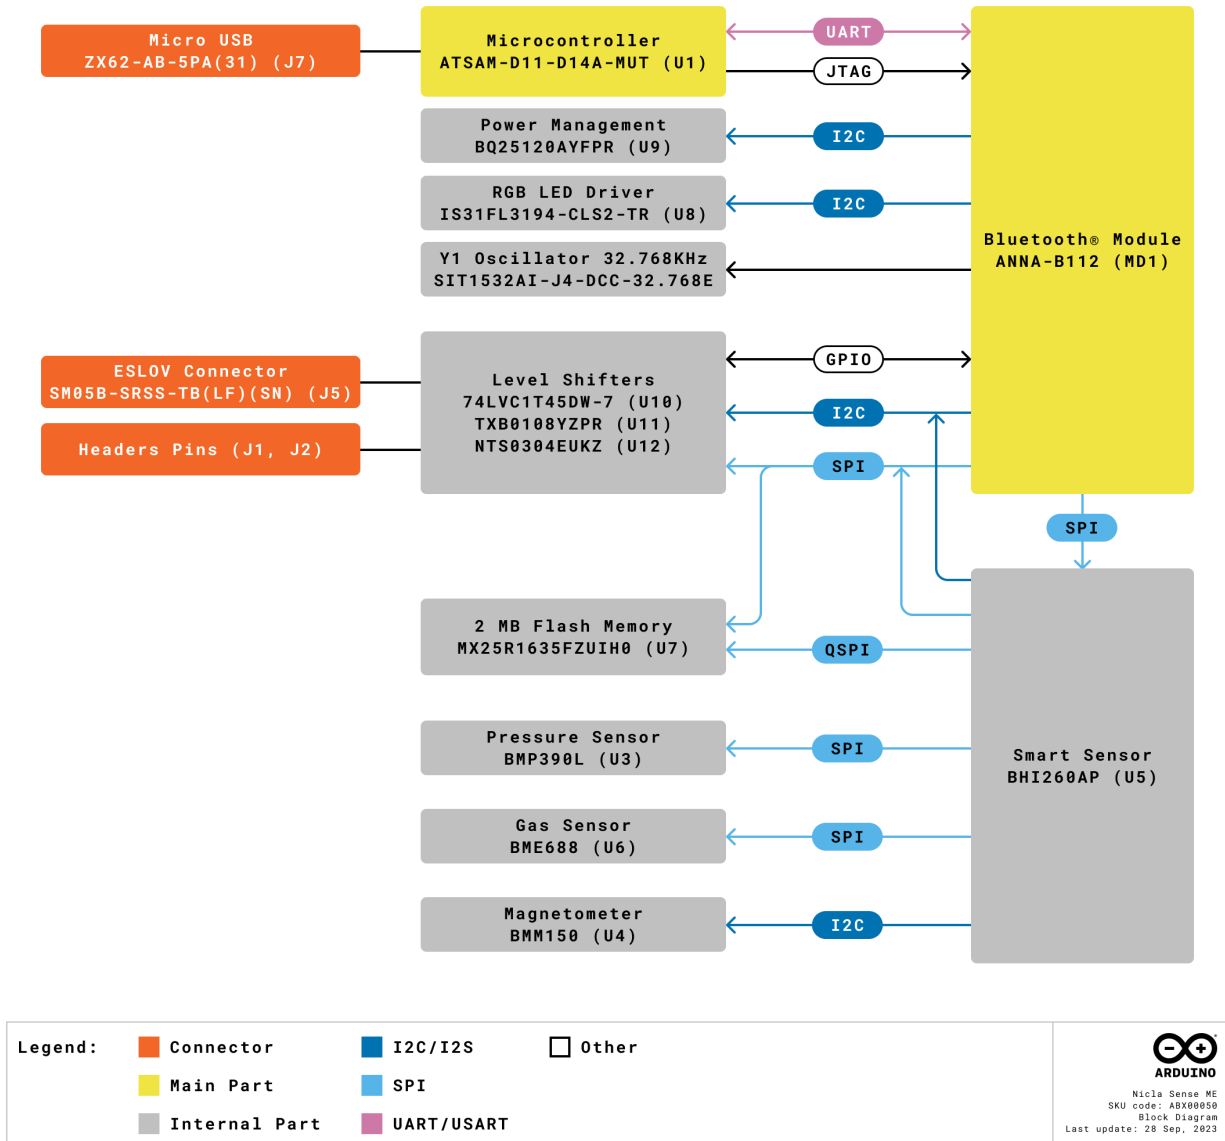 Micro USB
ZX62-AB-5PA(31) (J7)
Microcontroller
ATSAM-D11-D14A-MUT (U1)
UART
JTAG
Power Management
BQ25120AYFPR (U9)
I2C
RGB LED Driver
IS31FL3194-CLS2-TR (U8)
I2C
Y1 Oscillator 32.768KHz
SIT1532AI-J4-DCC-32.768E
Bluetooth® Module
ANNA-B112 (MD1)
ESLOV Connector
SM05B-SRSS-TB(LF)(SN) (J5)
Headers Pins (J1, J2)
Level Shifters
74LVC1T45DW-7 (U10)
TXB0108YZPR (U11)
NTS0304EUKZ (U12)
GPIO
I2C
SPI
SPI
2 MB Flash Memory
MX25R1635FZUIH0 (U7)
QSPI
Pressure Sensor
BMP390L (U3)
SPI
Smart Sensor
BHI260AP (U5)
Gas Sensor
BME688 (U6)
SPI
Magnetometer
BMM150 (U4)
I2C
Legend:
Connector
I2C/I2S
Other
Main Part
SPI
Internal Part
UART/USART
ARDUINO
Nicla Sense ME
SKU code: ABX00050
Block Diagram
Last update: 28 Sep, 2023